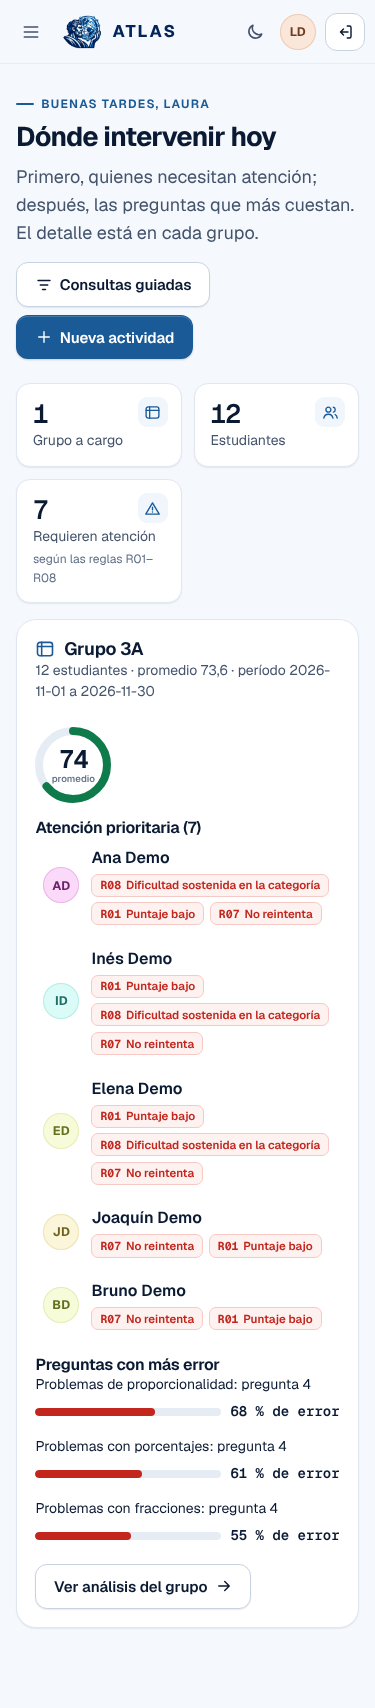 ATLAS
LD
BUENAS TARDES, LAURA
Dónde intervenir hoy
Primero, quienes necesitan atención;
después, las preguntas que más cuestan.
El detalle está en cada grupo.
Consultas guiadas
Nueva actividad
1
Grupo a cargo
12
Estudiantes
7
Requieren atención
según las reglas R01–
R08
Grupo 3A
12 estudiantes · promedio 73,6 · período 2026-
11-01 a 2026-11-30
74
promedio
Atención prioritaria (7)
AD
Ana Demo
R08 Dificultad sostenida en la categoría
R01 Puntaje bajo R07 No reintenta
ID
Inés Demo
R01 Puntaje bajo
R08 Dificultad sostenida en la categoría
R07 No reintenta
ED
Elena Demo
R01 Puntaje bajo
R08 Dificultad sostenida en la categoría
R07 No reintenta
JD
Joaquín Demo
R07 No reintenta R01 Puntaje bajo
BD
Bruno Demo
R07 No reintenta R01 Puntaje bajo
Preguntas con más error
Problemas de proporcionalidad: pregunta 4
68 % de error
Problemas con porcentajes: pregunta 4
61 % de error
Problemas con fracciones: pregunta 4
55 % de error
Ver análisis del grupo →